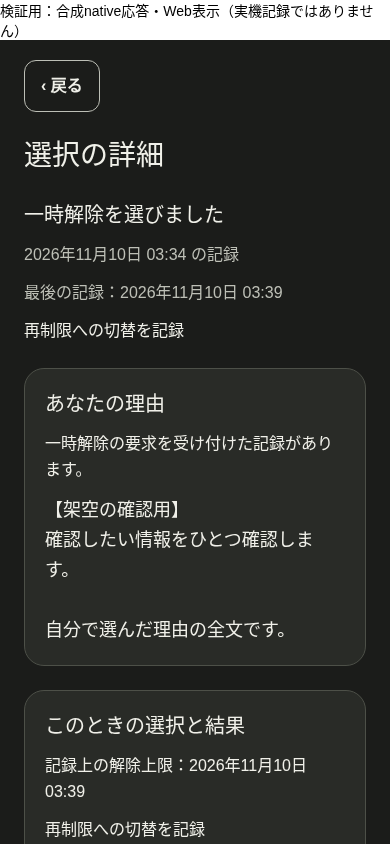 検証用：合成native応答・Web表示（実機記録ではありませ
ん）
‹ 戻る
選択の詳細
一時解除を選びました
2026年11月10日 03:34 の記録
最後の記録：2026年11月10日 03:39
再制限への切替を記録
あなたの理由
一時解除の要求を受け付けた記録があり
ます。
【架空の確認用】
確認したい情報をひとつ確認しま
す。
自分で選んだ理由の全文です。
このときの選択と結果
記録上の解除上限：2026年11月10日
03:39
再制限への切替を記録